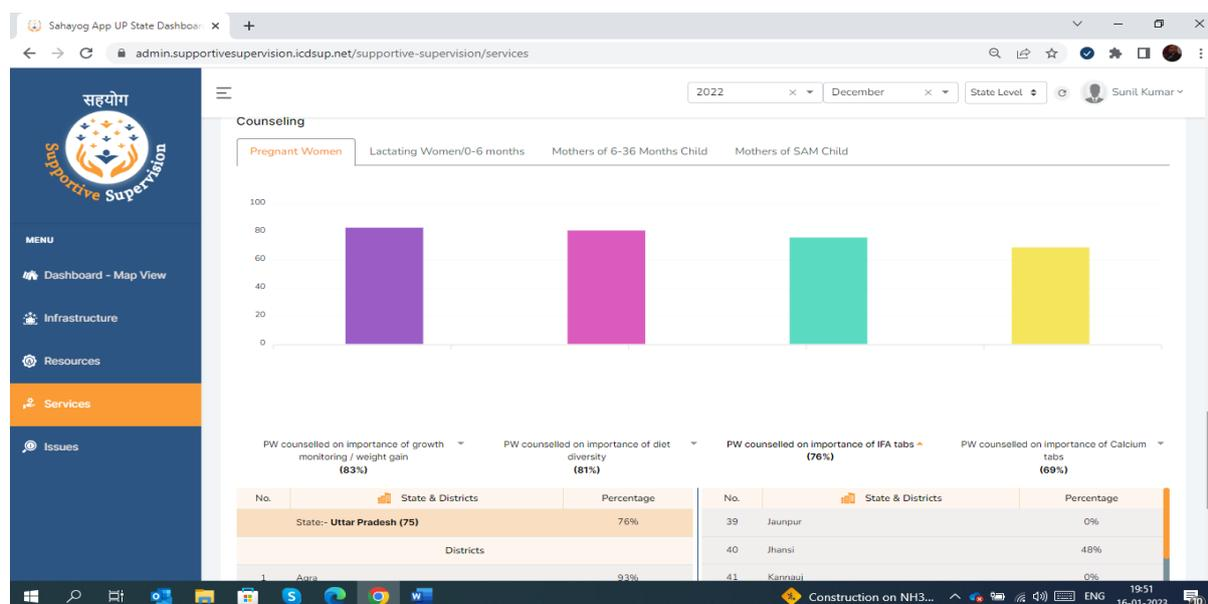 Sahayog App UP State Dashboar
admin.supportivesupervision.icdsup.net/supportive-supervision/services
सहयोग
Supportive Supervision
2022
December
State Level
Sunil Kumar
MENU
Dashboard - Map View
Infrastructure
Resources
Services
Issues
Counseling
Pregnant Women
Lactating Women/0-6 months
Mothers of 6-36 Months Child
Mothers of SAM Child
100
80
60
40
20
0
PW counselled on importance of growth
monitoring / weight gain
(83%)
PW counselled on importance of diet
diversity
(81%)
PW counselled on importance of IFA tabs
(76%)
PW counselled on importance of Calcium
tabs
(69%)
No. State & Districts Percentage
State:- Uttar Pradesh (75) 76%
Districts
1 Agra 93%
No. State & Districts Percentage
39 Jaunpur 0%
40 Jhansi 48%
41 Kannauj 0%
Construction on NH3...
ENG
19:51
16-01-2023